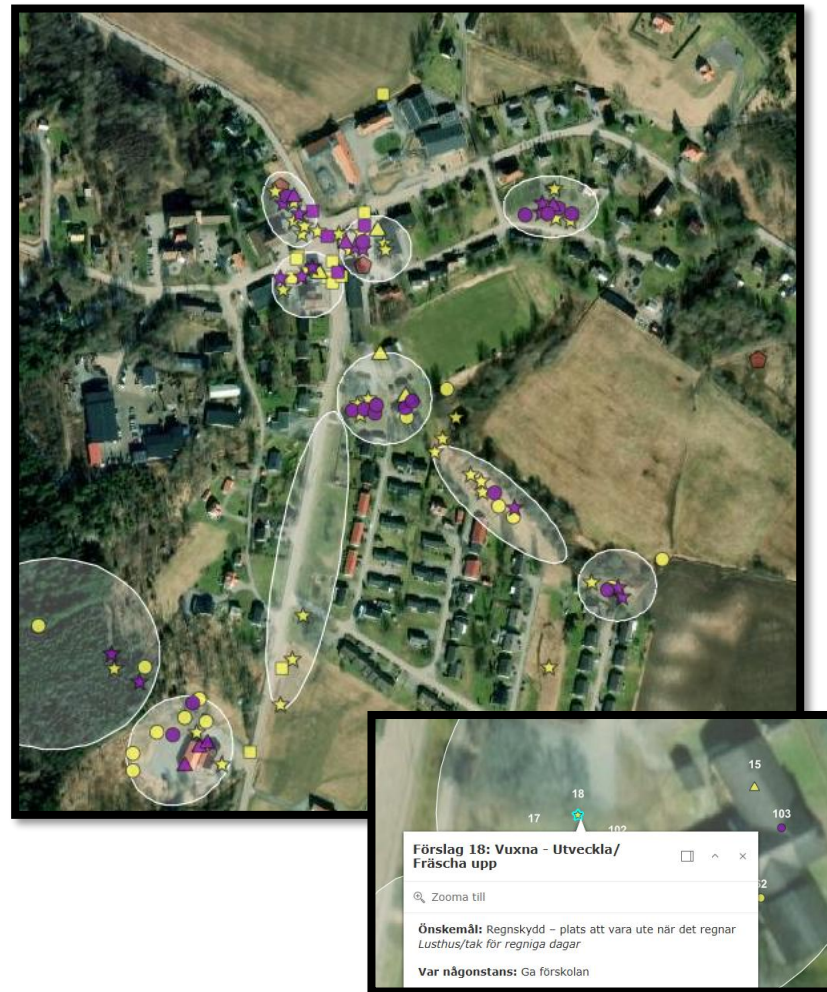 15
18
17
103
102
Förslag 18: Vuxna - Utveckla/
Fräscha upp
Zooma till
52
Önskemål: Regnskydd – plats att vara ute när det regnar
Lusthus/tak för regniga dagar
Var någonstans: Ga förskolan